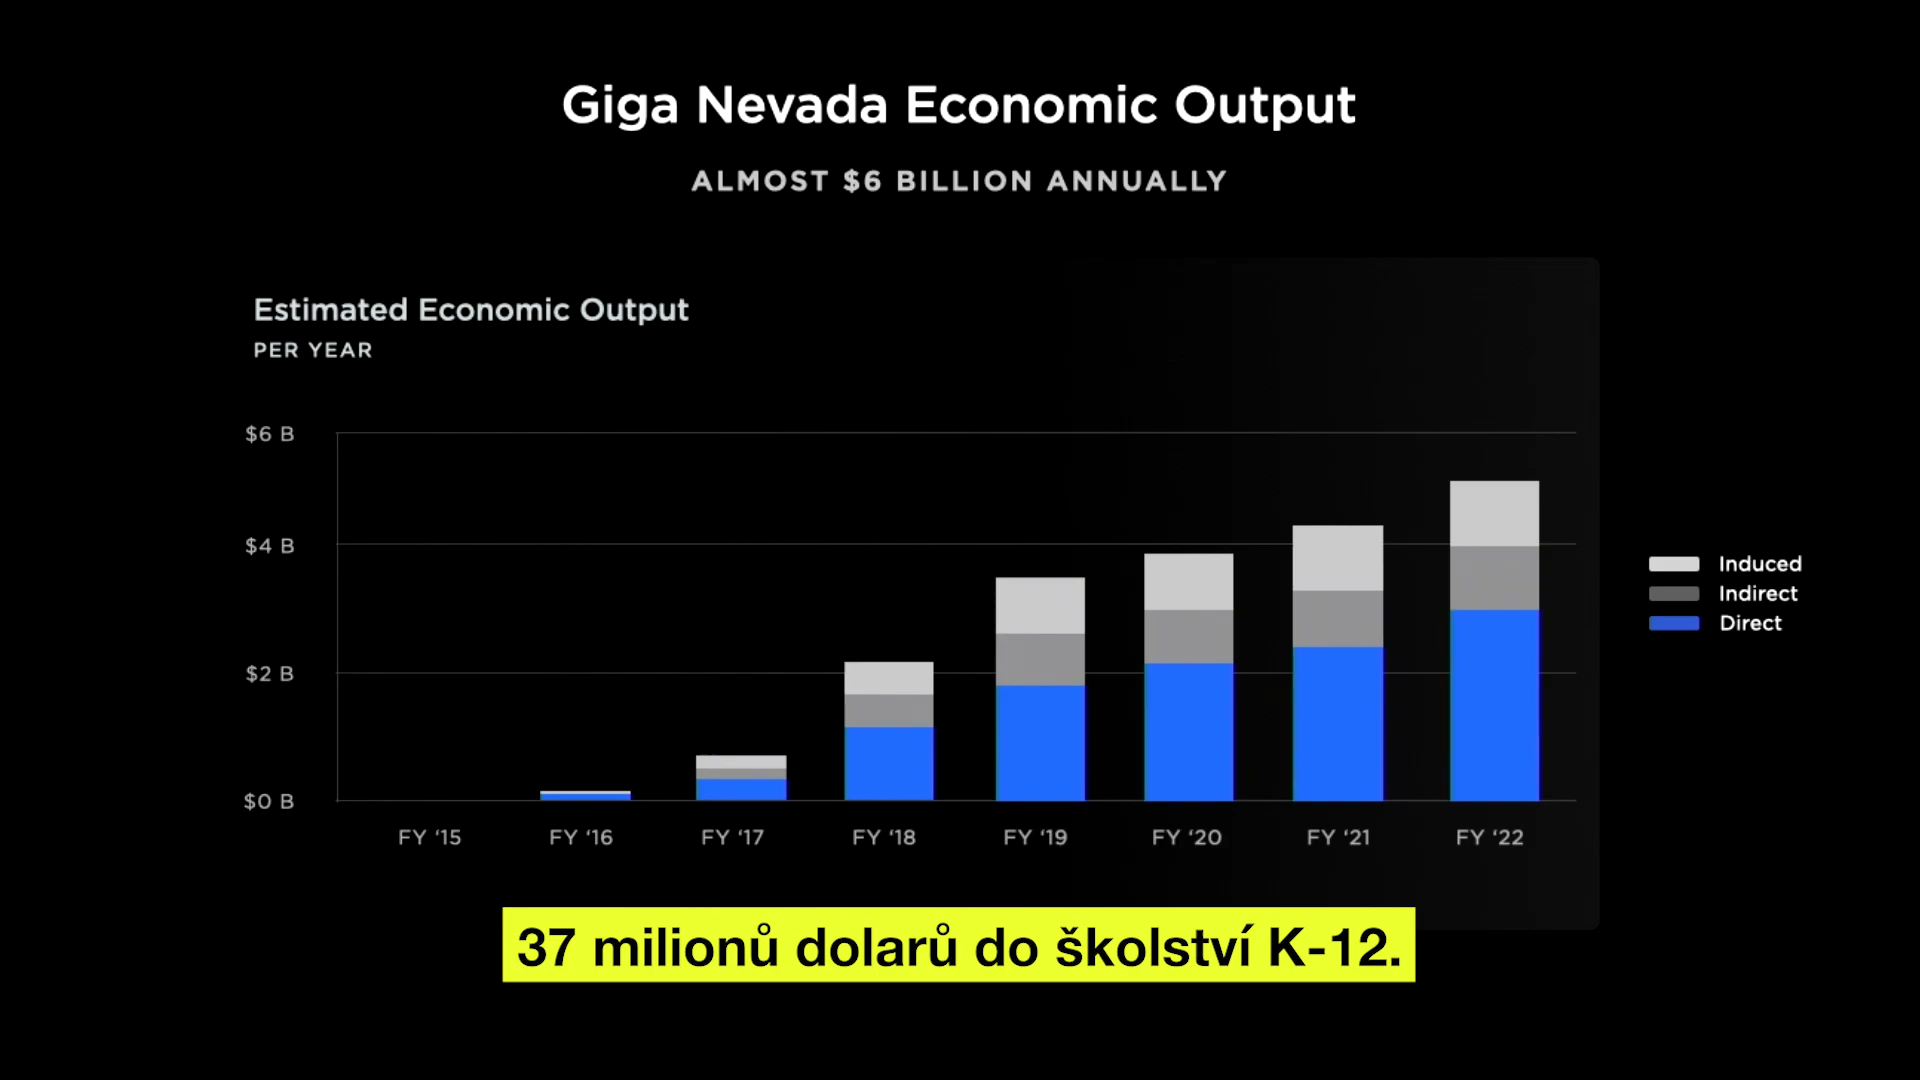 Giga Nevada Economic Output
ALMOST $6 BILLION ANNUALLY
Estimated Economic Output
PER YEAR
$6 B
$4 B
$2 B
$0 B
FY ‘15
FY ‘16
FY ‘17
FY ‘18
FY ‘19
FY ‘20
FY ‘21
FY ‘22
Induced
Indirect
Direct
37 milionů dolarů do školství K-12.